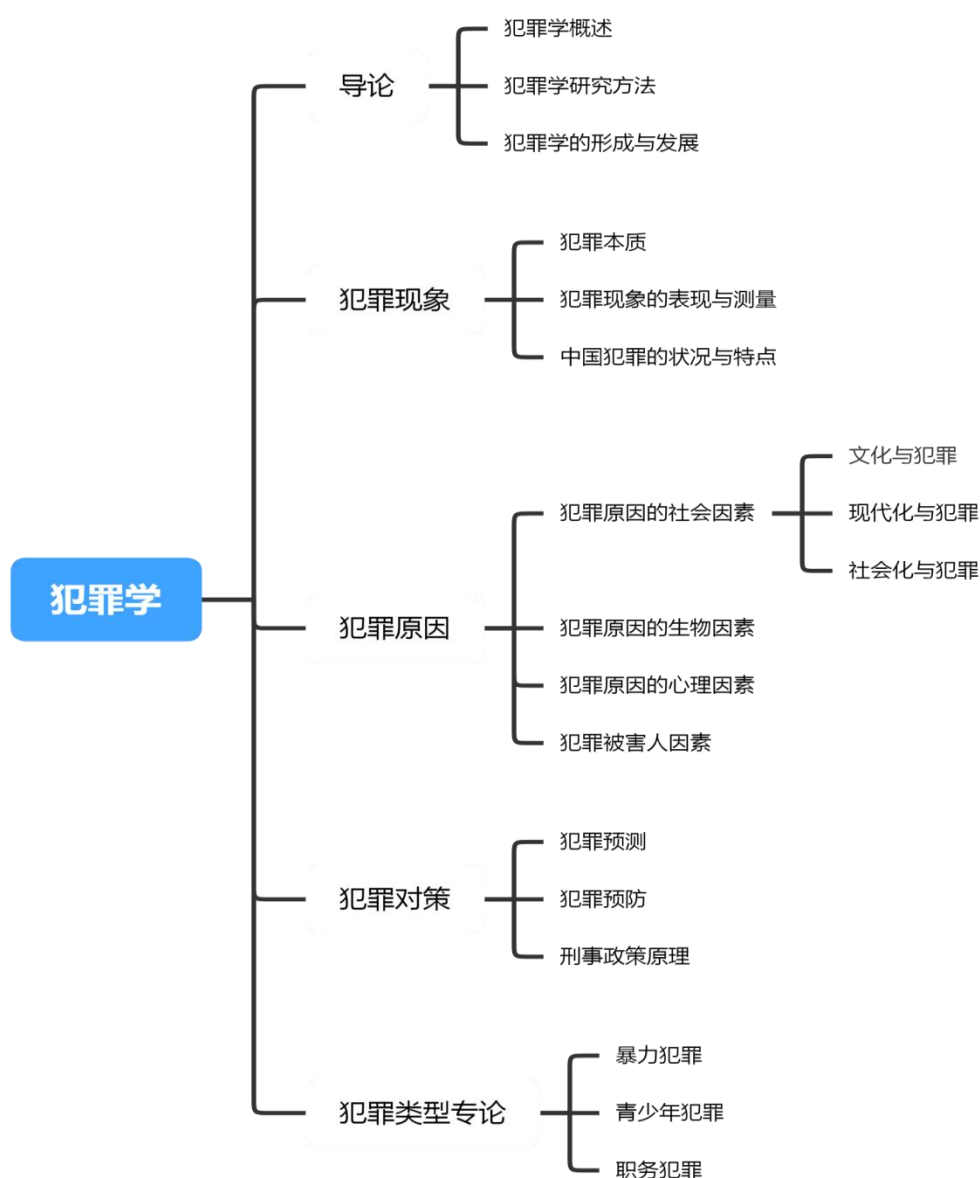 犯罪学
导论
犯罪学概述
犯罪学研究方法
犯罪学的形成与发展
犯罪现象
犯罪本质
犯罪现象的表现与测量
中国犯罪的状况与特点
犯罪原因
犯罪原因的社会因素
文化与犯罪
现代化与犯罪
社会化与犯罪
犯罪原因的生物因素
犯罪原因的心理因素
犯罪被害人因素
犯罪对策
犯罪预测
犯罪预防
刑事政策原理
犯罪类型专论
暴力犯罪
青少年犯罪
职务犯罪